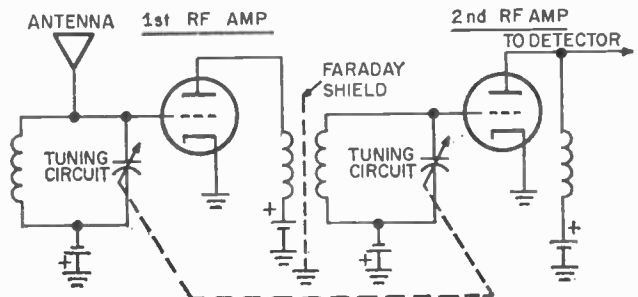 ANTENNA
1st RF AMP
2nd RF AMP
TO DETECTOR
FARADAY
SHIELD
TUNING
CIRCUIT
TUNING
CIRCUIT
+
+
+
+